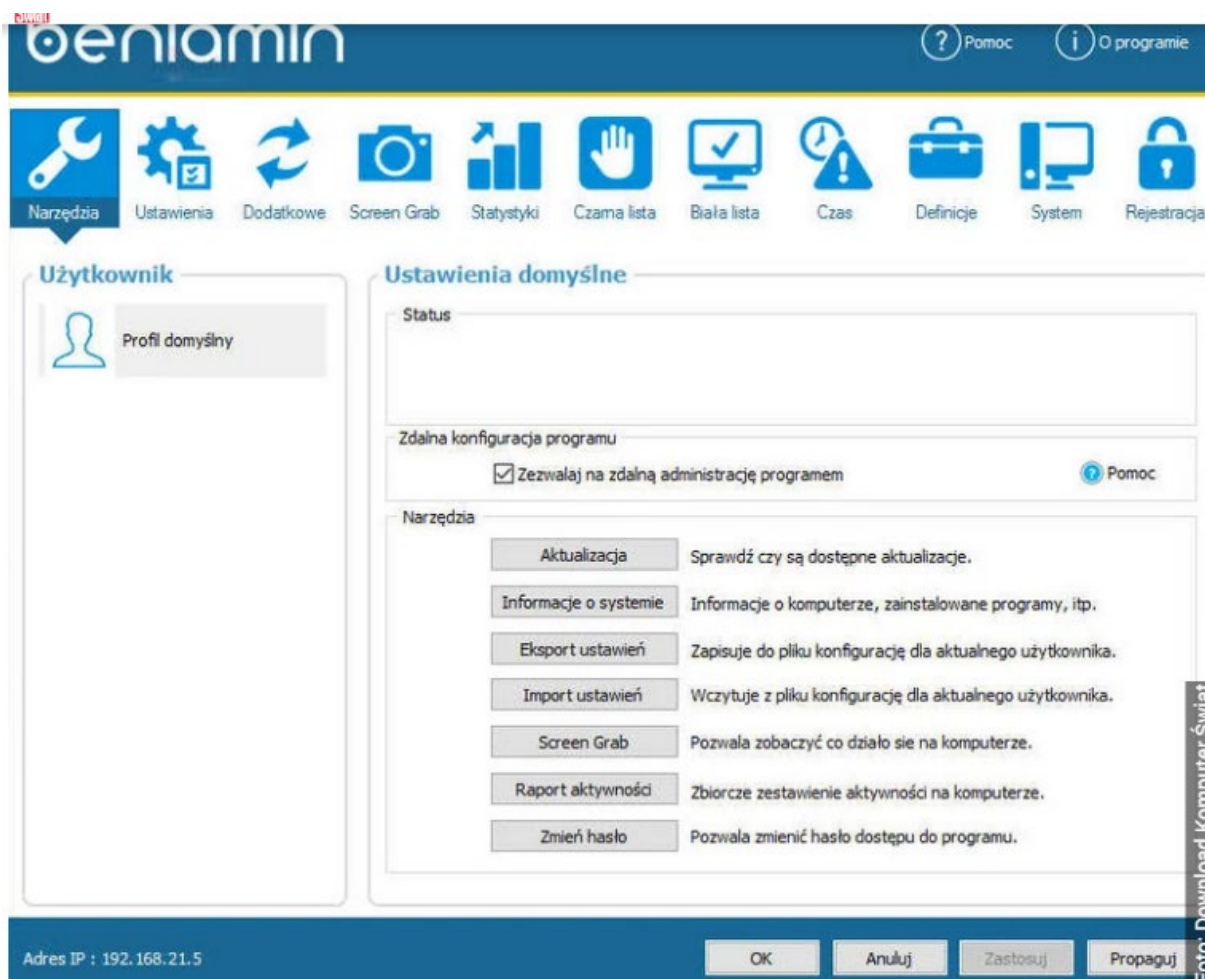 Świat
beniamin
Pomoc
O programie
Narzędzia
Ustawienia
Dodatkowe
Screen Grab
Statystyki
Czarna lista
Biała lista
Czas
Definicje
System
Rejestracja
Użytkownik
Profil domyślny
Ustawienia domyślne
Status
Zdalna konfiguracja programu
Zezwalaj na zdalną administrację programem
Pomoc
Narzędzia
Aktualizacja Sprawdź czy są dostępne aktualizacje.
Informacje o systemie Informacje o komputerze, zainstalowane programy, itp.
Eksport ustawień Zapisuje do pliku konfigurację dla aktualnego użytkownika.
Import ustawień Wczytuje z pliku konfigurację dla aktualnego użytkownika.
Screen Grab Pozwala zobaczyć co działo sie na komputerze.
Raport aktywności Zbiorcze zestawienie aktywności na komputerze.
Zmień hasło Pozwala zmienić hasło dostępu do programu.
Adres IP : 192.168.21.5
OK
Anuluj
Zastosuj
Propaguj
Foto: Download Komputer Świat